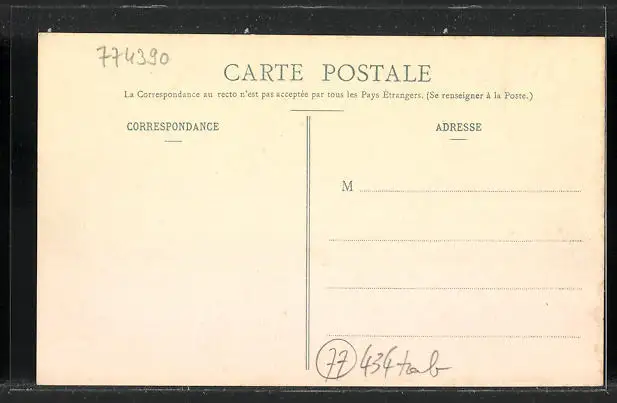 774390
CARTE POSTALE
La Correspondance au recto n'est pas acceptée par tous les Pays Étrangers. (Se renseigner à la Poste.)
CORRESPONDANCE
ADRESSE
M
77 434